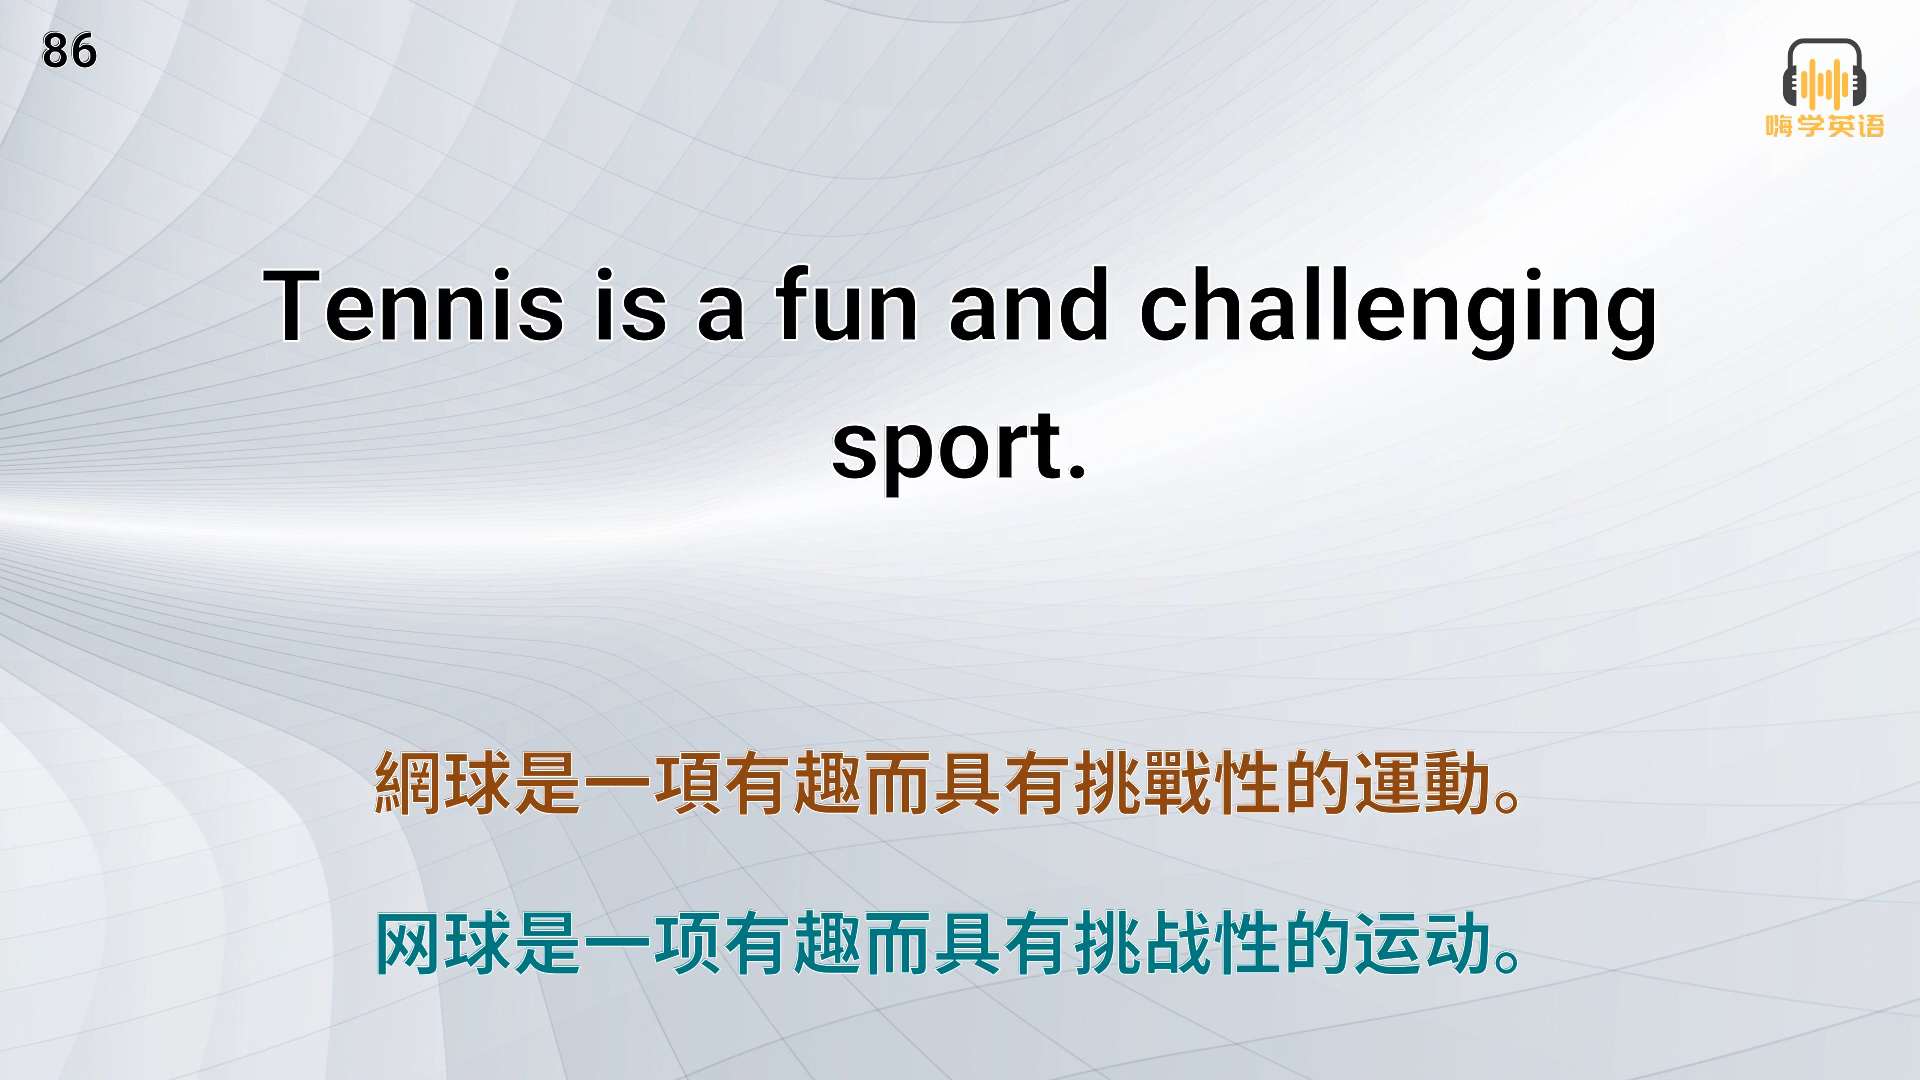 86
嗨学英语
Tennis is a fun and challenging
sport.
網球是一項有趣而具有挑戰性的運動。
网球是一项有趣而具有挑战性的运动。